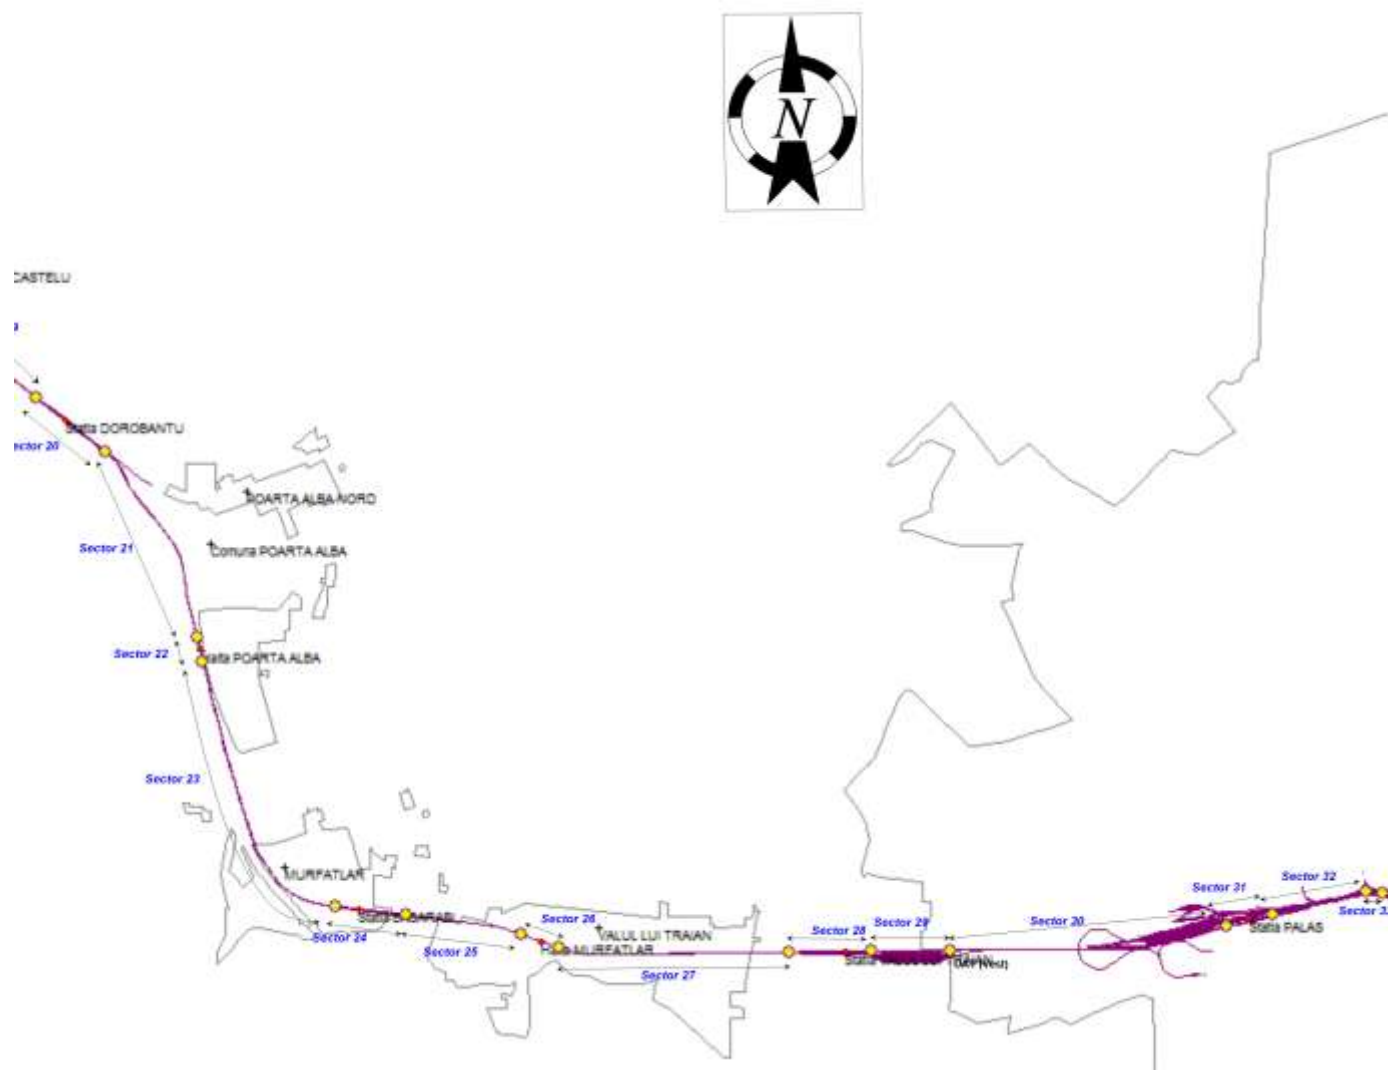 N
CASTELU
Statia DOROBANTU
ector 20
POARTA ALBA NORD
Sector 21
Comuna POARTA ALBA
Sector 22
POARTA ALBA
Sector 23
MURFATLAR
Sector 32
Sector 31
Sector 26
Sector 29
Sector 30
Sector 28
Sector 3
Statia PALAS
VALUL LUI TRAIAN
Sector 24
Sector 25
MURFATLAR
Statia
Sector 27